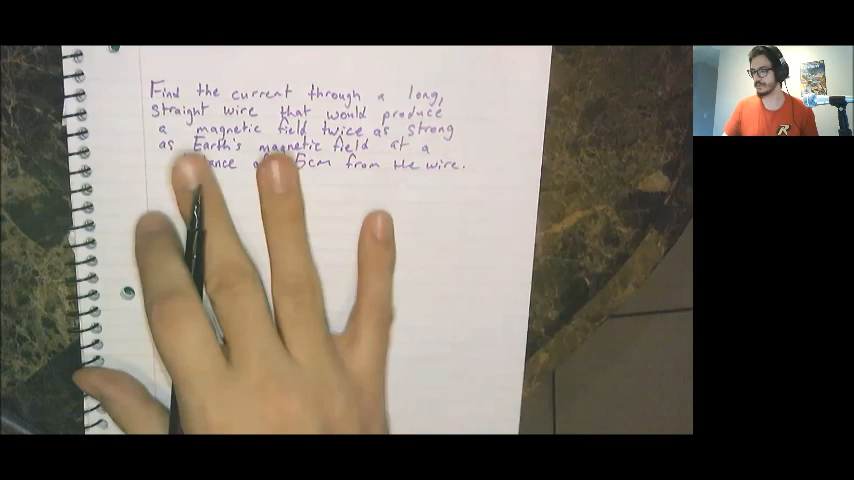 Find the current through a long,
straight wire that would produce
a magnetic field twice as strong
as Earth's magnetic field at a
5cm from the wire.